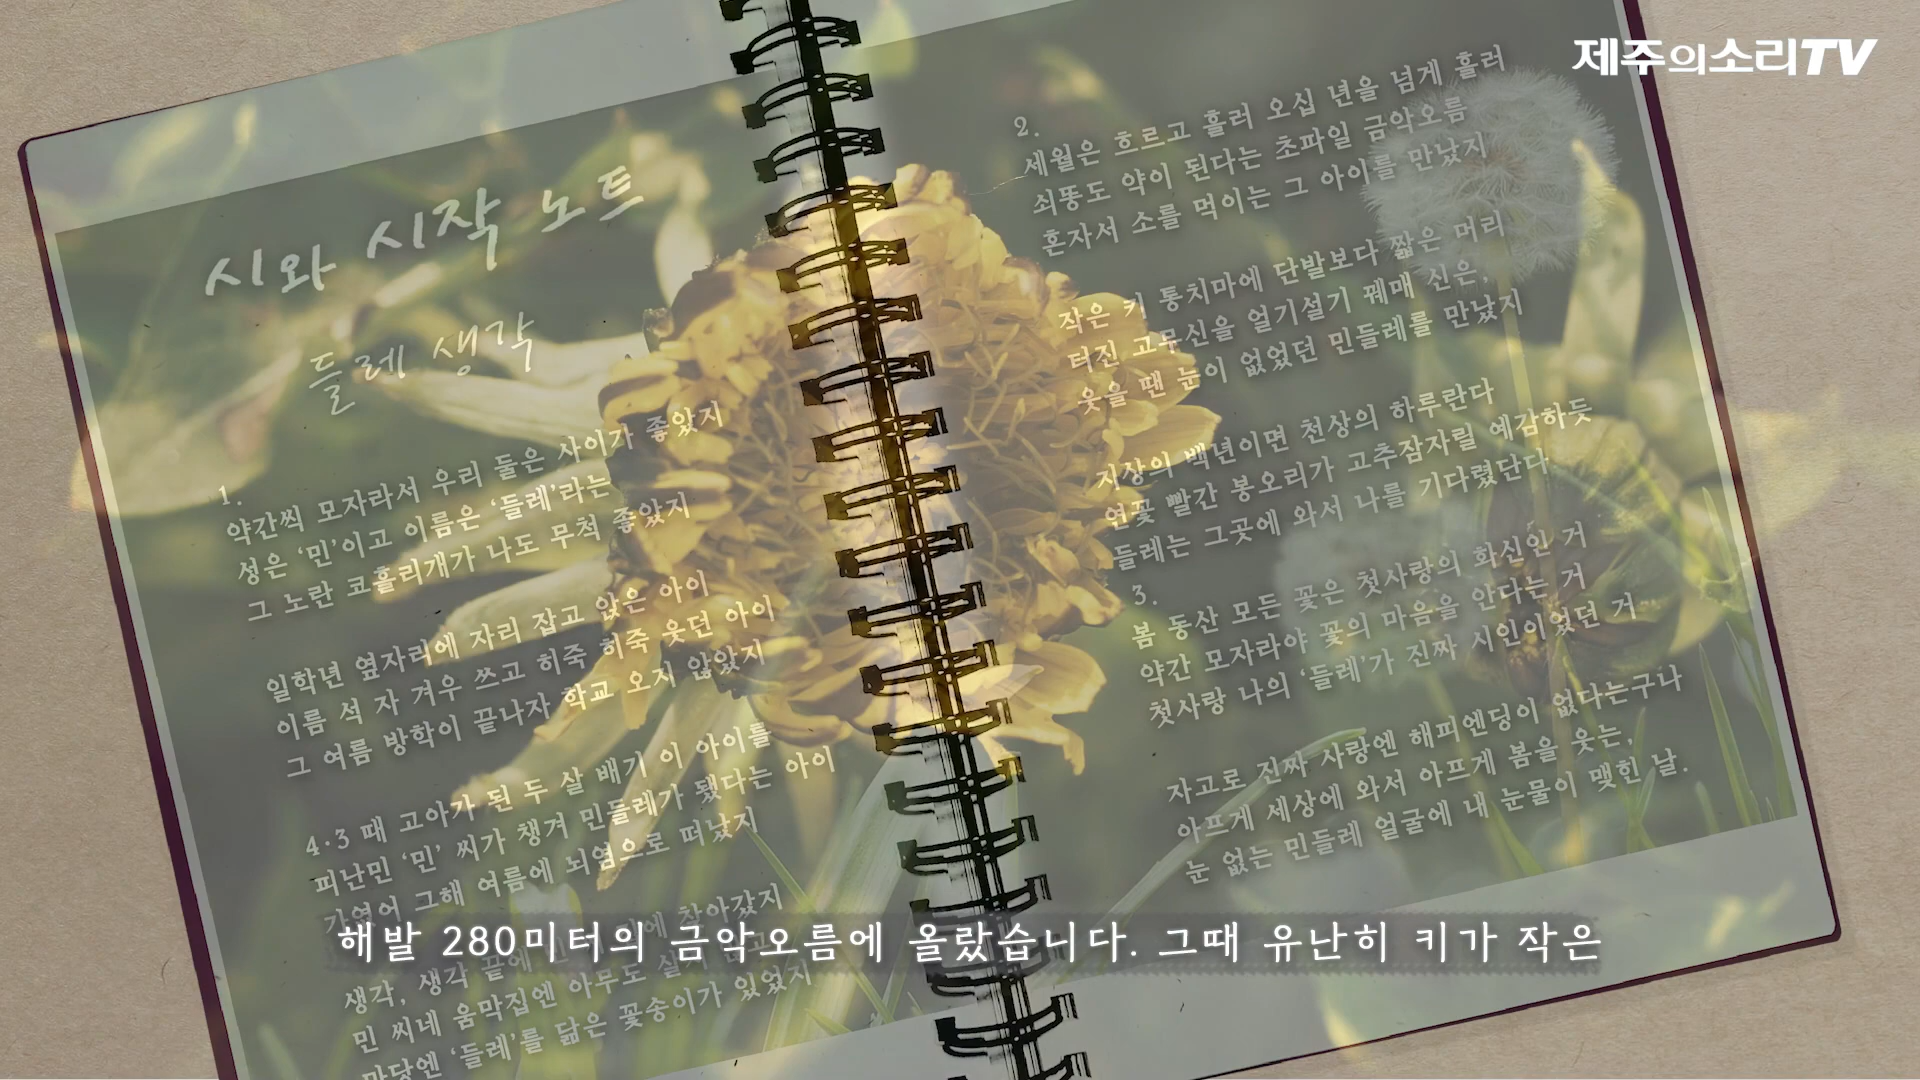 제주의소리TV
시와 시작 노트
들레 생각
1.
약간씩 모자라서 우리 둘은 사이가 좋았지
성은 ‘민’이고 이름은 ‘들레’라는
그 노란 코흘리개가 나도 무척 좋았지
일학년 옆자리에 자리 잡고 앉은 아이
이름 석 자 겨우 쓰고 히죽 히죽 웃던 아이
그 여름 방학이 끝나자 학교 오지 않았지
4·3 때 고아가 된 두 살 배기 이 아이를
피난민 ‘민’ 씨가 챙겨 민들레가 됐다는 아이
가엾어 그해 여름에 뇌염으로 떠났지
찾아갔지
생각, 생각 끝에
민 씨네 움막집엔 아무도 살지 않고
마당엔 ‘들레’를 닮은 꽃송이가 있었지
2.
세월은 흐르고 흘러 오십 년을 넘게 흘러
쇠똥도 약이 된다는 초파일 금악오름
혼자서 소를 먹이는 그 아이를 만났지
작은 키 통치마에 단발보다 짧은 머리
터진 고무신을 얼기설기 꿰매 신은,
웃을 땐 눈이 없었던 민들레를 만났지
지상의 백년이면 천상의 하루란다
연꽃 빨간 봉오리가 고추잠자릴 예감하듯
들레는 그곳에 와서 나를 기다렸단다
3.
봄 동산 모든 꽃은 첫사랑의 화신인 거
약간 모자라야 꽃의 마음을 안다는 거
첫사랑 나의 ‘들레’가 진짜 시인이었던 거
자고로 진짜 사랑엔 해피엔딩이 없다는구나
아프게 세상에 와서 아프게 봄을 웃는,
눈 없는 민들레 얼굴에 내 눈물이 맺힌 날.
해발 280미터의 금악오름에 올랐습니다. 그때 유난히 키가 작은